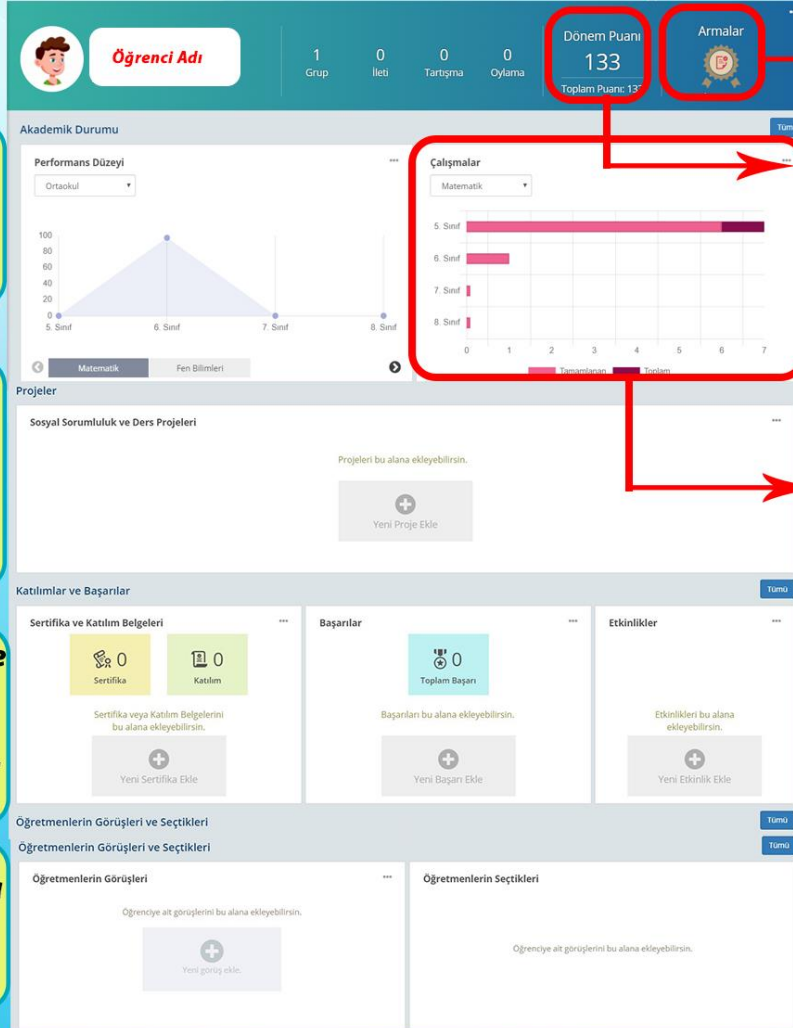 Öğrenci Adı
1
Grup
0
İleti
0
Tartışma
0
Oylama
Dönem Puanı
133
Toplam Puanı: 13
Armalar
Akademik Durumu
Tüm
Performans Düzeyi
Ortaokul
100
80
60
40
20
0
5. Sınıf 6. Sınıf 7. Sınıf 8. Sınıf
Matematik Fen Bilimleri
Çalışmalar
Matematik
5. Sınıf
6. Sınıf
7. Sınıf
8. Sınıf
0 1 2 3 4 5 6 7
Tamamlanan Toplam
Projeler
Sosyal Sorumluluk ve Ders Projeleri
Projeleri bu alana ekleyebilirsin.
Yeni Proje Ekle
Katılımlar ve Başarılar
Tümü
Sertifika ve Katılım Belgeleri
0
Sertifika
0
Katılım
Sertifika veya Katılım Belgelerini
bu alana ekleyebilirsin.
Yeni Sertifika Ekle
Başarılar
0
Toplam Başarı
Başarıları bu alana ekleyebilirsin.
Yeni Başarı Ekle
Etkinlikler
Etkinlikleri bu alana
ekleyebilirsin.
Yeni Etkinlik Ekle
Öğretmenlerin Görüşleri ve Seçtikleri
Tümü
Öğretmenlerin Görüşleri ve Seçtikleri
Tümü
Öğretmenlerin Görüşleri
Öğrenciye ait görüşlerini bu alana ekleyebilirsin.
Yeni görüş ekle.
Öğretmenlerin Seçtikleri
Öğrenciye ait görüşlerini bu alana ekleyebilirsin.